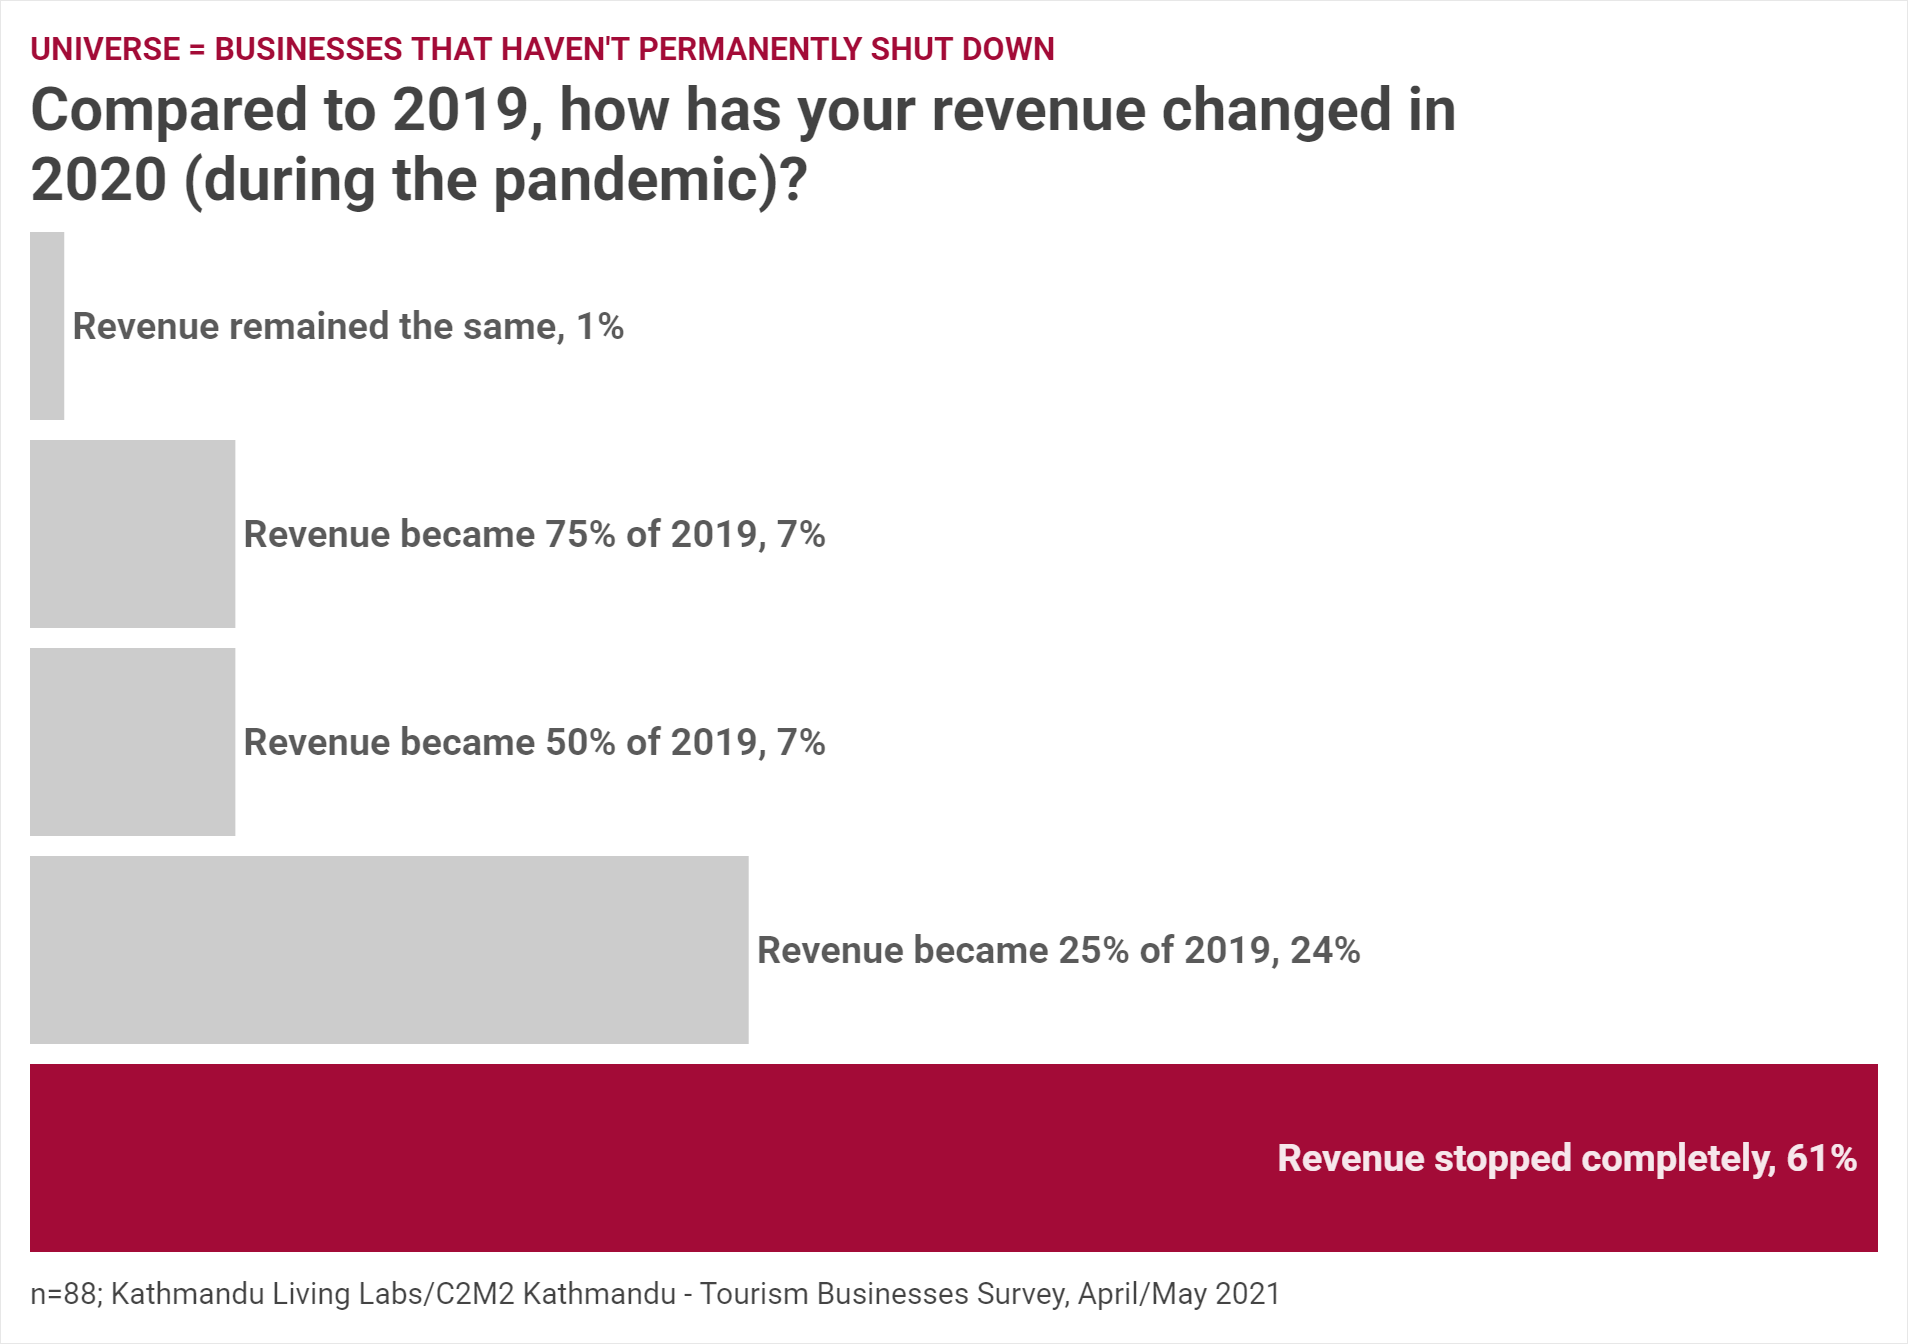 UNIVERSE = BUSINESSES THAT HAVEN'T PERMANENTLY SHUT DOWN
Compared to 2019, how has your revenue changed in
2020 (during the pandemic)?
Revenue remained the same, 1%
Revenue became 75% of 2019, 7%
Revenue became 50% of 2019, 7%
Revenue became 25% of 2019, 24%
Revenue stopped completely, 61%
n=88; Kathmandu Living Labs/C2M2 Kathmandu - Tourism Businesses Survey, April/May 2021